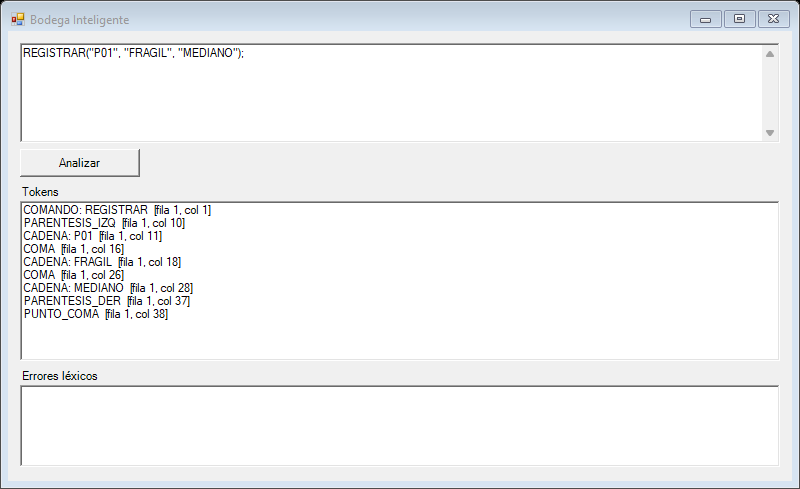 Bodega Inteligente
REGISTRAR("P01", "FRAGIL", "MEDIANO");
Analizar
Tokens
COMANDO: REGISTRAR [fila 1, col 1]
PARENTESIS_IZQ [fila 1, col 10]
CADENA: P01 [fila 1, col 11]
COMA [fila 1, col 16]
CADENA: FRAGIL [fila 1, col 18]
COMA [fila 1, col 26]
CADENA: MEDIANO [fila 1, col 28]
PARENTESIS_DER [fila 1, col 37]
PUNTO_COMA [fila 1, col 38]
Errores léxicos